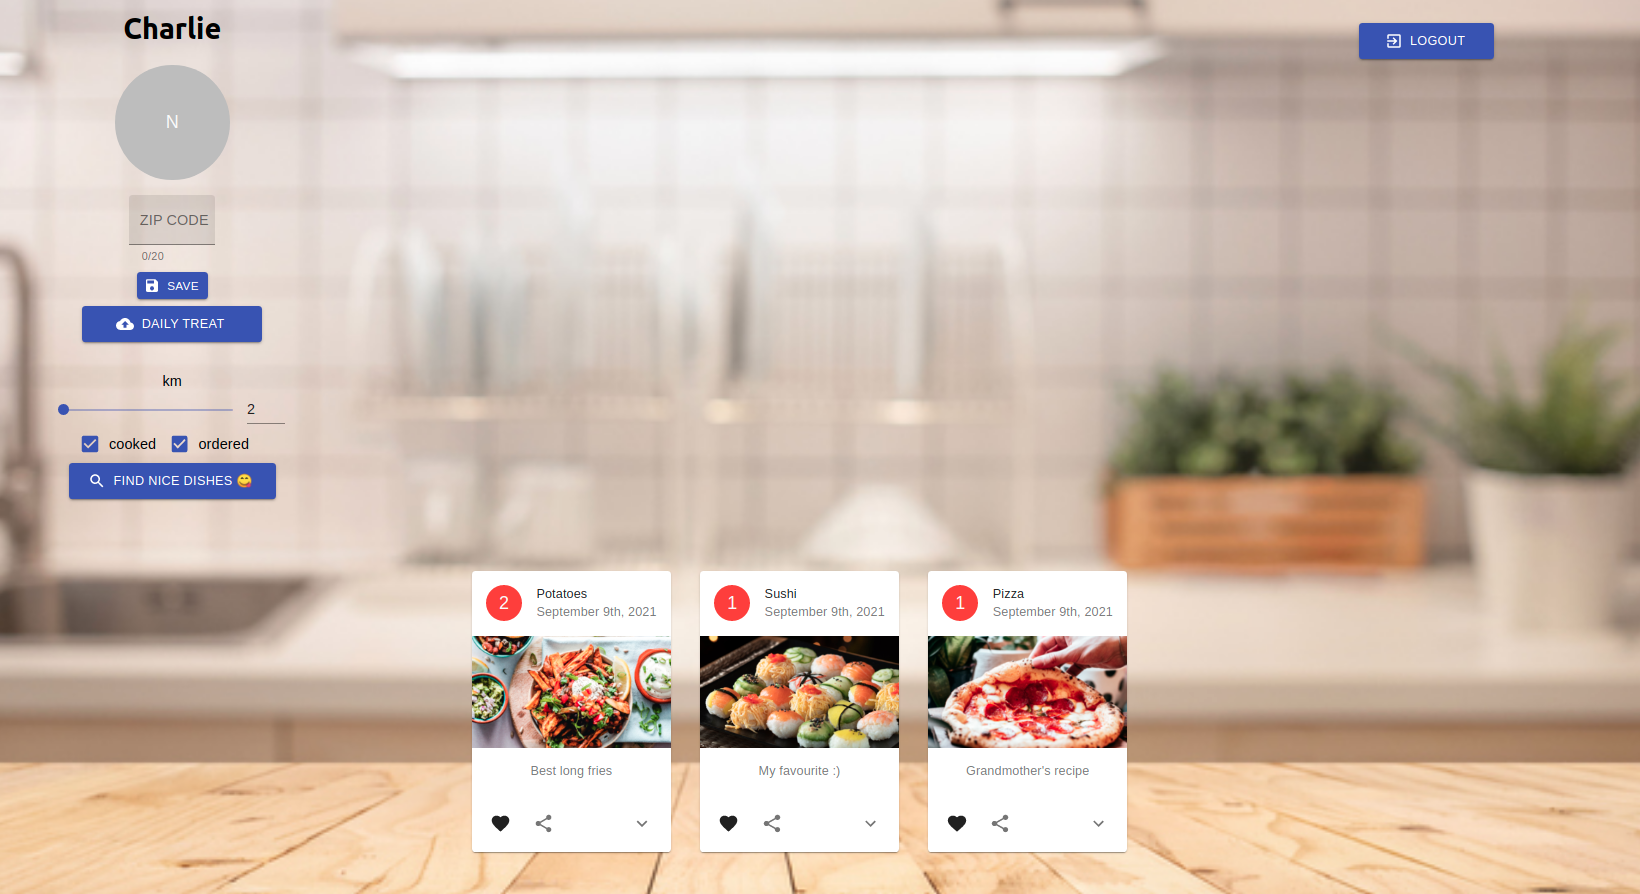 Charlie
LOGOUT
N
ZIP CODE
0/20
SAVE
DAILY TREAT
km
2
cooked ordered
FIND NICE DISHES 😋
2 Potatoes
September 9th, 2021
Best long fries
1 Sushi
September 9th, 2021
My favourite :)
1 Pizza
September 9th, 2021
Grandmother's recipe